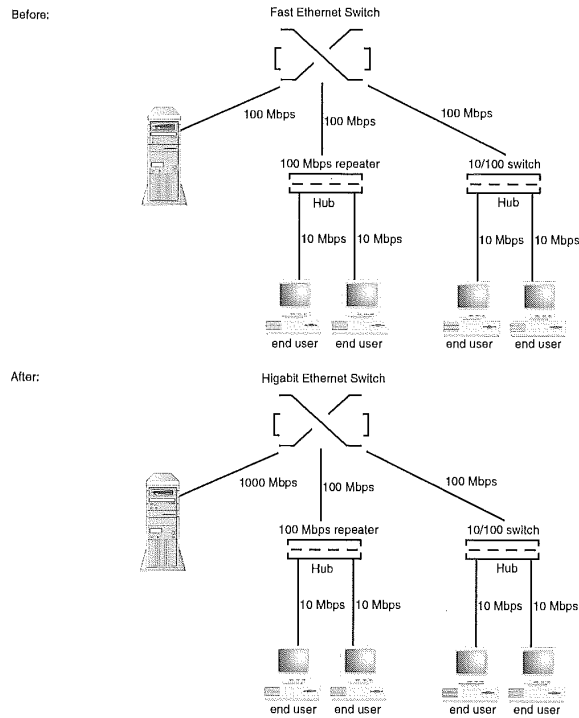 Before:
Fast Ethernet Switch
100 Mbps
100 Mbps
100 Mbps
100 Mbps repeater
10/100 switch
Hub
Hub
10 Mbps
10 Mbps
10 Mbps
10 Mbps
end user
end user
end user
end user
After:
Higabit Ethernet Switch
1000 Mbps
100 Mbps
100 Mbps
100 Mbps repeater
10/100 switch
Hub
Hub
10 Mbps
10 Mbps
10 Mbps
10 Mbps
end user
end user
end user
end user